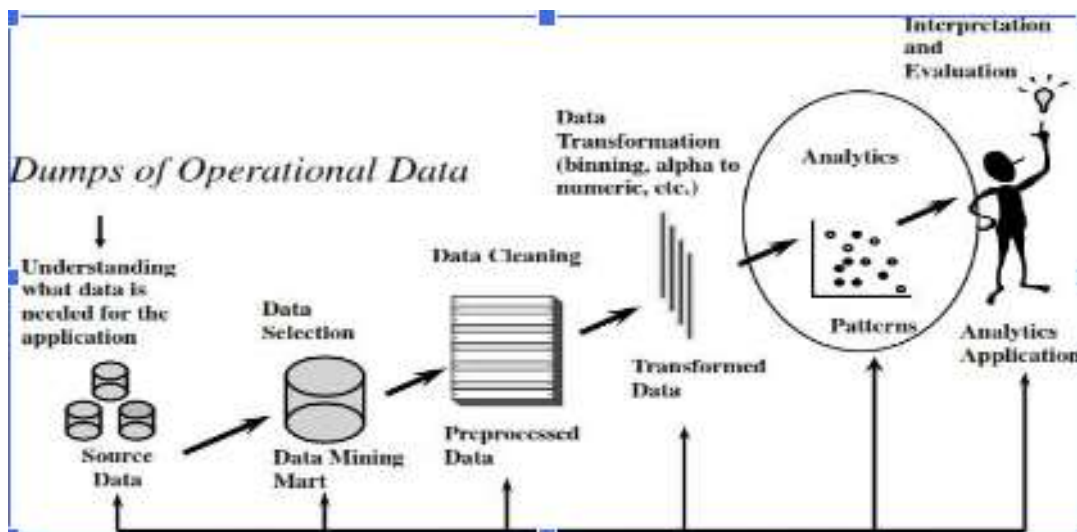 Interpretation
and
Evaluation
Data
Transformation
(binning, alpha to
numeric, etc.)
Analytics
Dumps of Operational Data
Understanding
what data is
needed for the
application
Data
Selection
Data Cleaning
Patterns
Analytics
Application
Transformed
Data
Source
Data
Data Mining
Mart
Preprocessed
Data